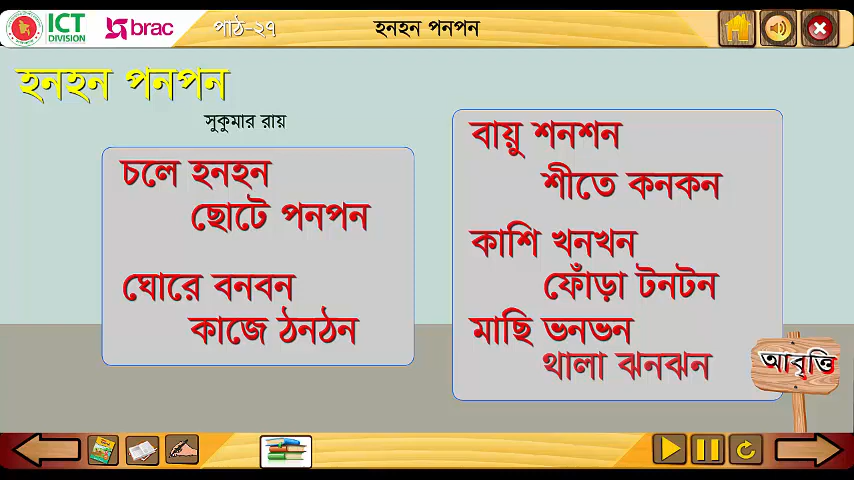 ICT
DIVISION
brac
পাঠ-২৭
হনহন পনপন
হনহন পনপন
সুকুমার রায়
চলে হনহন
ছোটে পনপন
ঘোরে বনবন
কাজে ঠনঠন
বায়ু শনশন
শীতে কনকন
কাশি খনখন
ফোঁড়া টনটন
মাছি ভনভন
থালা ঝনঝন
আবৃত্তি